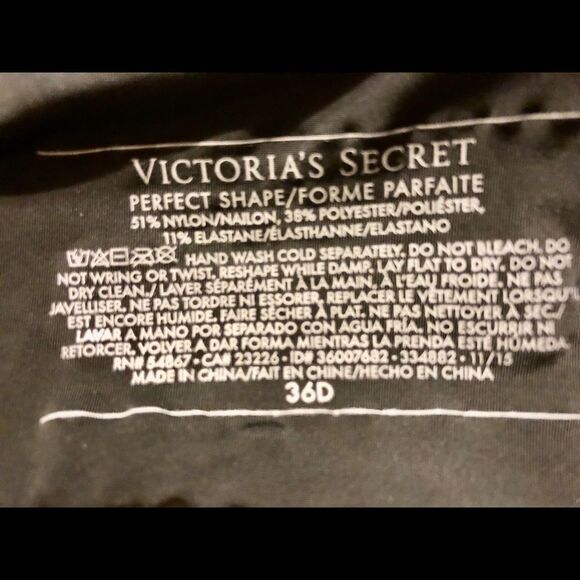 VICTORIA'S SECRET
PERFECT SHAPE/FORME PARFAITE
51% NYLON/NAILON, 38% POLYESTER/POLIÉSTER,
11% ELASTANE/ÉLASTHANNE/ELASTANO
HAND WASH COLD SEPARATELY. DO NOT BLEACH. DO
NOT WRING OR TWIST. RESHAPE WHILE DAMP. LAY FLAT TO DRY. DO NOT
DRY CLEAN./ LAVER SÉPARÉMENT À LA MAIN, À L'EAU FROIDE. NE PAS
JAVELLISER. NE PAS TORDRE NI ESSORER. REPLACER LE VÊTEMENT LORSQU'IL
EST ENCORE HUMIDE. FAIRE SÉCHER À PLAT. NE PAS NETTOYER À SEC/
LAVAR A MANO POR SEPARADO CON AGUA FRÍA. NO ESCURRIR NI
RETORCER. VOLVER A DAR FORMA MIENTRAS LA PRENDA ESTÉ HÚMEDA.
RN# 54867 • CA# 23226 • ID# 36007682 • 334882 • 11/15
MADE IN CHINA/FAIT EN CHINE/HECHO EN CHINA
36D